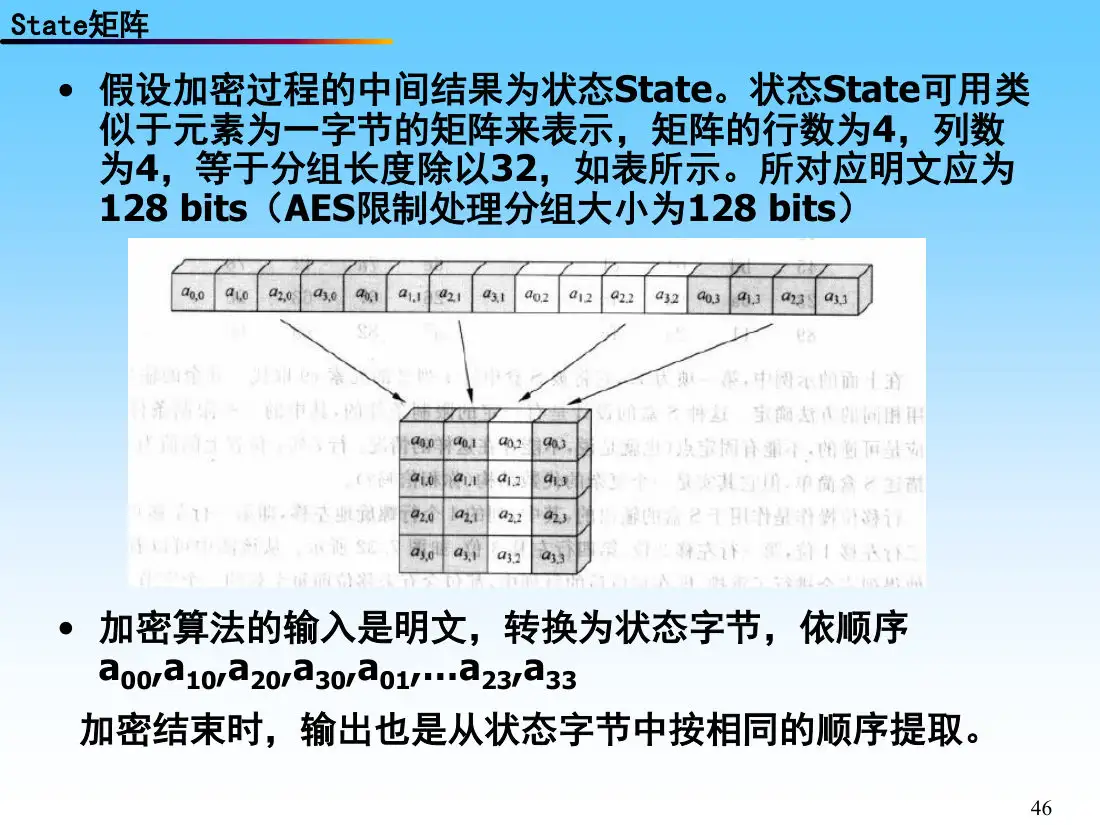 State矩阵
• 假设加密过程的中间结果为状态State。状态State可用类
似于元素为一字节的矩阵来表示，矩阵的行数为4，列数
为4，等于分组长度除以32，如表所示。所对应明文应为
128 bits（AES限制处理分组大小为128 bits）
a0,0 a1,0 a2,0 a3,0 a0,1 a1,1 a2,1 a3,1 a0,2 a1,2 a2,2 a3,2 a0,3 a1,3 a2,3 a3,3
a0,0 a0,1 a0,2 a0,3
a1,0 a1,1 a1,2 a1,3
a2,0 a2,1 a2,2 a2,3
a3,0 a3,1 a3,2 a3,3
• 加密算法的输入是明文，转换为状态字节，依顺序
a00,a10,a20,a30,a01,…a23,a33
加密结束时，输出也是从状态字节中按相同的顺序提取。
46